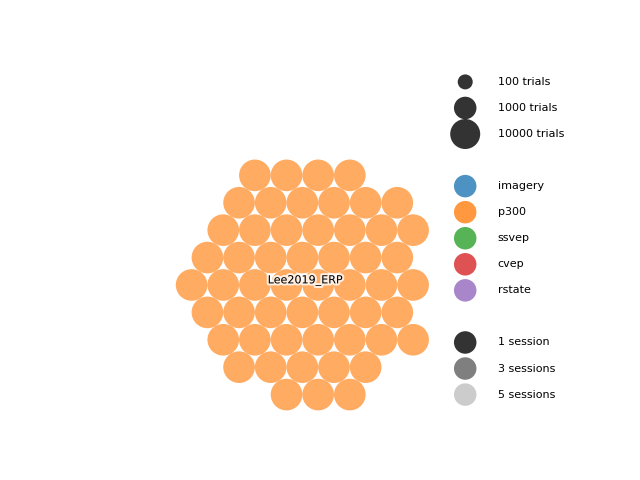 100 trials
1000 trials
10000 trials
imagery
p300
ssvep
cvep
rstate
Lee2019_ERP
1 session
3 sessions
5 sessions